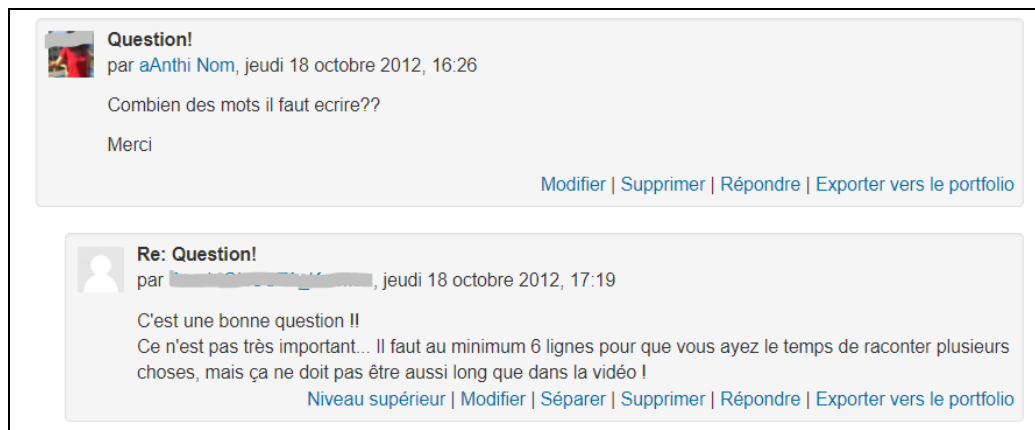 Question!
par aAnthi Nom, jeudi 18 octobre 2012, 16:26
Combien des mots il faut ecrire??
Merci
Modifier | Supprimer | Répondre | Exporter vers le portfolio
Re: Question!
par , jeudi 18 octobre 2012, 17:19
C'est une bonne question !!
Ce n'est pas très important... Il faut au minimum 6 lignes pour que vous ayez le temps de raconter plusieurs
choses, mais ça ne doit pas être aussi long que dans la vidéo !
Niveau supérieur | Modifier | Séparer | Supprimer | Répondre | Exporter vers le portfolio